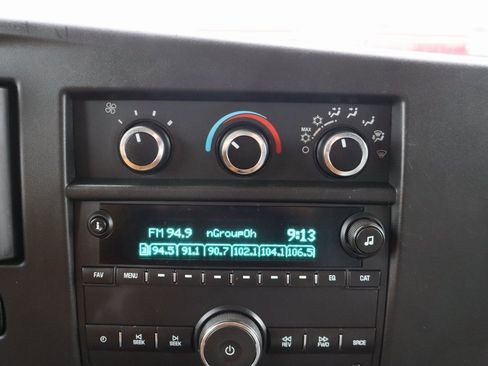 MAX
FM 94.9 nGroupOh 9:13
94.5 91.1 90.7 102.1 104.1 106.5
FAV MENU EQ CAT
SEEK SEEK REV FWD SRCE